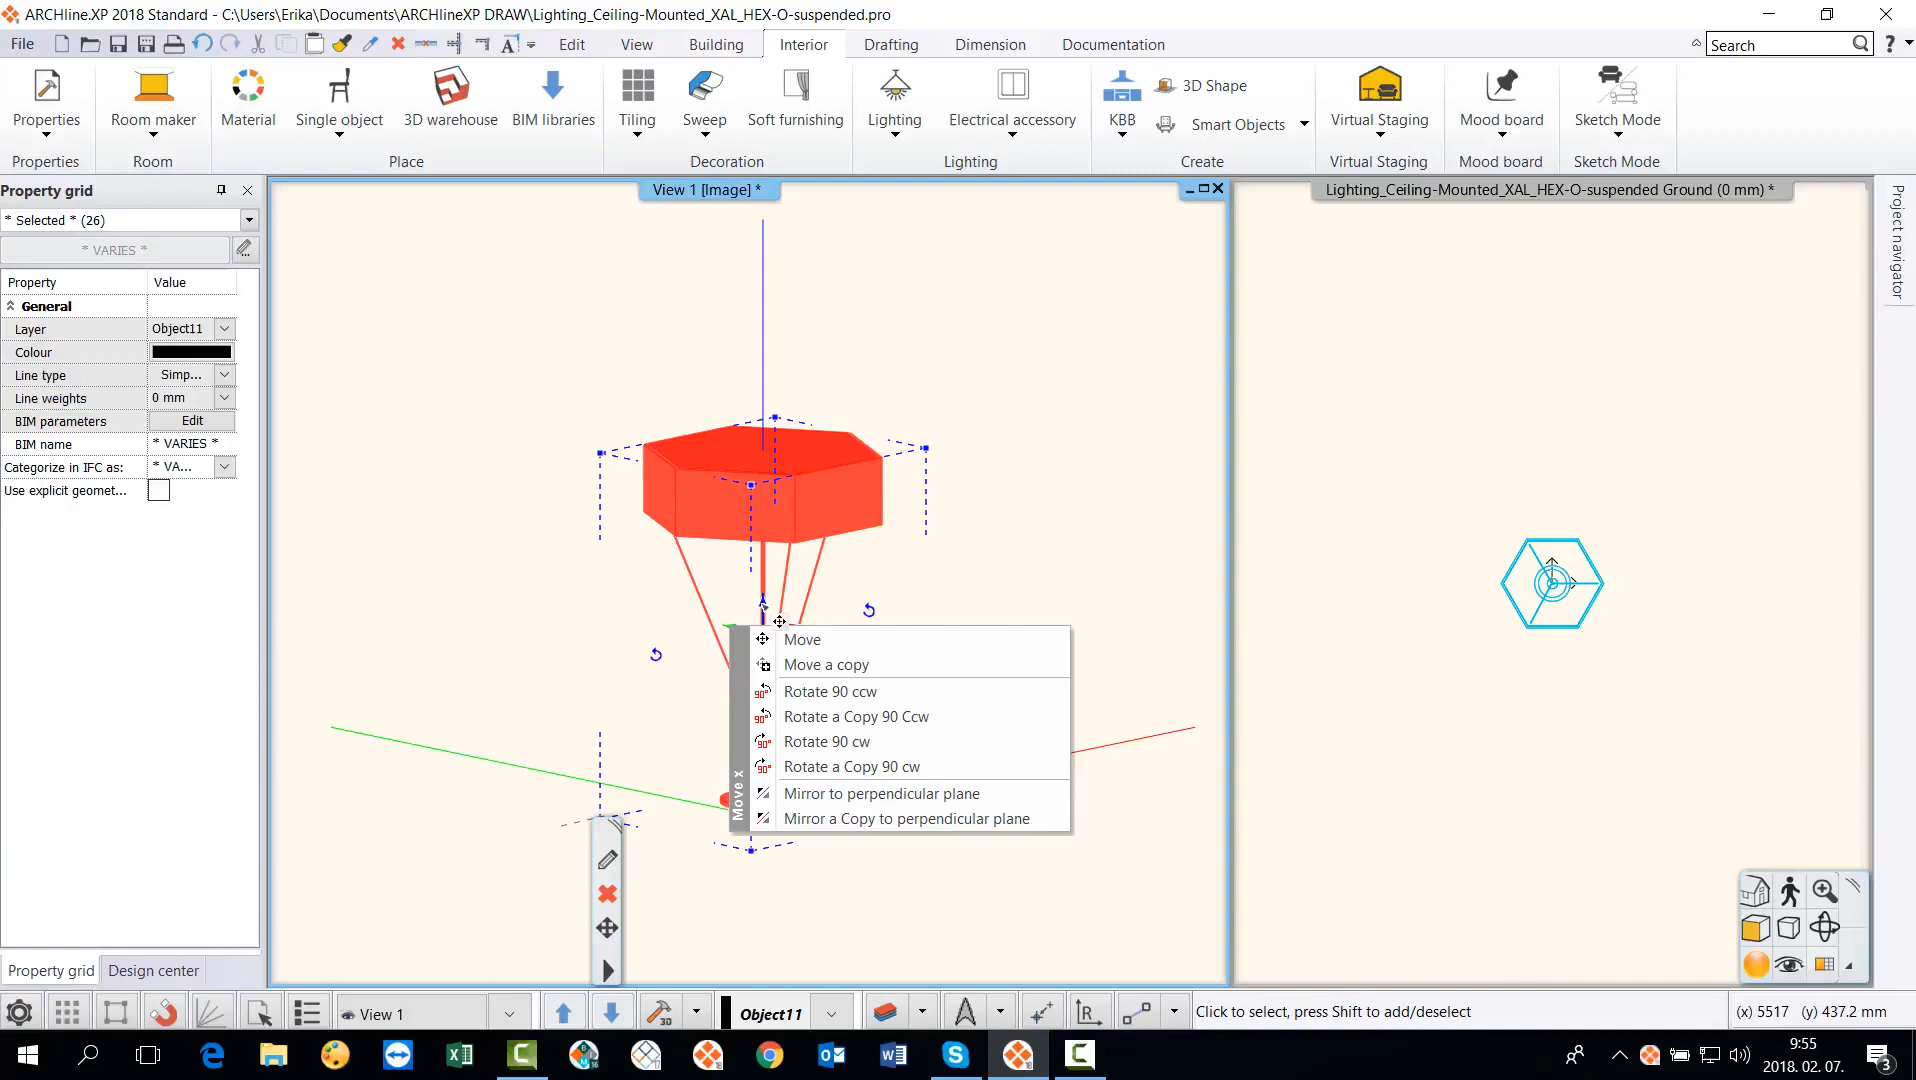 ARCHline.XP 2018 Standard - C:\Users\Erika\Documents\ARCHlineXP DRAW\Lighting_Ceiling-Mounted_XAL_HEX-O-suspended.pro
File Edit View Building Interior Drafting Dimension Documentation Search ?
Properties Room maker Material Single object 3D warehouse BIM libraries Tiling Sweep Soft furnishing Lighting Electrical accessory KBB 3D Shape Smart Objects Virtual Staging Mood board Sketch Mode
Properties Room Place Decoration Lighting Create Virtual Staging Mood board Sketch Mode
Property grid
* Selected * (26)
* VARIES *
Property Value
General
Layer Object11
Colour
Line type Simp...
Line weights 0 mm
BIM parameters Edit
BIM name * VARIES *
Categorize in IFC as: * VA...
Use explicit geomet...
Property grid Design center
View 1 [Image] *
Move
Move a copy
Rotate 90 ccw
Rotate a Copy 90 Ccw
Rotate 90 cw
Rotate a Copy 90 cw
Mirror to perpendicular plane
Mirror a Copy to perpendicular plane
Move x
Lighting_Ceiling-Mounted_XAL_HEX-O-suspended Ground (0 mm) *
Project navigator
View 1 3D Object11 Click to select, press Shift to add/deselect (x) 5517 (y) 437.2 mm
9:55
2018. 02. 07.
3